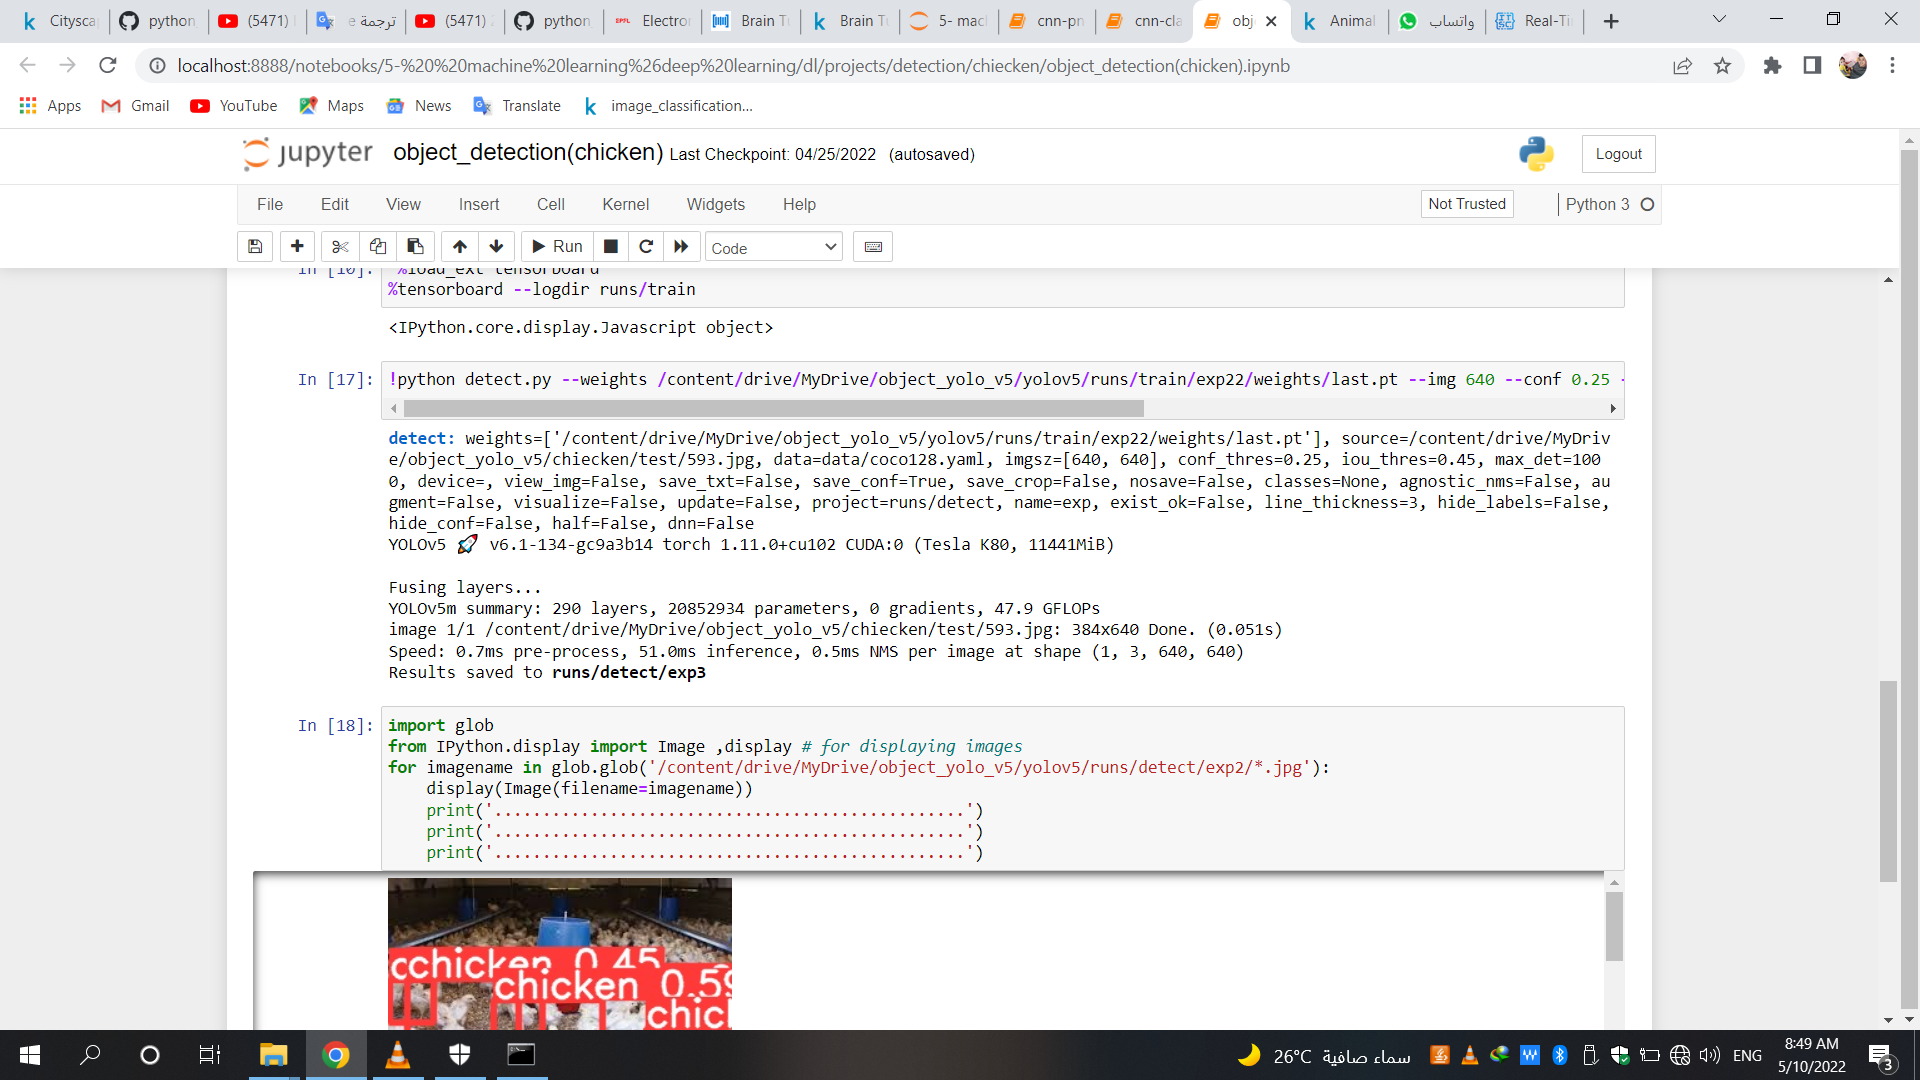 Cityscap
python
(5471)
ترجمة e
(5471)
python
EPFL Electro
Brain Tu
Brain Tu
5- mac
cnn-pr
cnn-cla
obj
Animal
واتساب
Real-Ti
localhost:8888/notebooks/5-%20%20machine%20learning%26deep%20learning/dl/projects/detection/chiecken/object_detection(chicken).ipynb
Apps
Gmail
YouTube
Maps
News
Translate
image_classification...
jupyter
object_detection(chicken) Last Checkpoint: 04/25/2022 (autosaved)
Logout
File Edit View Insert Cell Kernel Widgets Help
Not Trusted
Python 3
Run
Code
In [10]: %load_ext tensorboard
%tensorboard --logdir runs/train
<IPython.core.display.Javascript object>
In [17]: !python detect.py --weights /content/drive/MyDrive/object_yolo_v5/yolov5/runs/train/exp22/weights/last.pt --img 640 --conf 0.25 -
detect: weights=['/content/drive/MyDrive/object_yolo_v5/yolov5/runs/train/exp22/weights/last.pt'], source=/content/drive/MyDriv
e/object_yolo_v5/chiecken/test/593.jpg, data=data/coco128.yaml, imgsz=[640, 640], conf_thres=0.25, iou_thres=0.45, max_det=100
0, device=, view_img=False, save_txt=False, save_conf=True, save_crop=False, nosave=False, classes=None, agnostic_nms=False, au
gment=False, visualize=False, update=False, project=runs/detect, name=exp, exist_ok=False, line_thickness=3, hide_labels=False,
hide_conf=False, half=False, dnn=False
YOLOv5 🚀 v6.1-134-gc9a3b14 torch 1.11.0+cu102 CUDA:0 (Tesla K80, 11441MiB)
Fusing layers...
YOLOv5m summary: 290 layers, 20852934 parameters, 0 gradients, 47.9 GFLOPs
image 1/1 /content/drive/MyDrive/object_yolo_v5/chiecken/test/593.jpg: 384x640 Done. (0.051s)
Speed: 0.7ms pre-process, 51.0ms inference, 0.5ms NMS per image at shape (1, 3, 640, 640)
Results saved to runs/detect/exp3
In [18]: import glob
from IPython.display import Image ,display # for displaying images
for imagename in glob.glob('/content/drive/MyDrive/object_yolo_v5/yolov5/runs/detect/exp2/*.jpg'):
display(Image(filename=imagename))
print('.................................................')
print('.................................................')
print('.................................................')
cchicken 0.45
chicken 0.59
chic
26°C سماء صافية
ENG
8:49 AM
5/10/2022
3